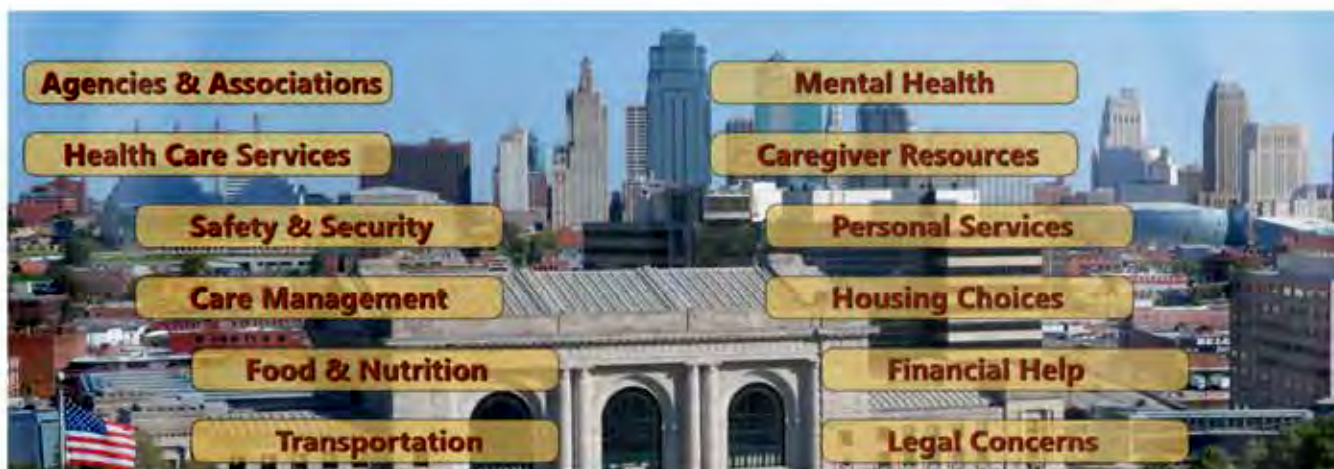 Agencies & Associations
Health Care Services
Safety & Security
Care Management
Food & Nutrition
Transportation
Mental Health
Caregiver Resources
Personal Services
Housing Choices
Financial Help
Legal Concerns